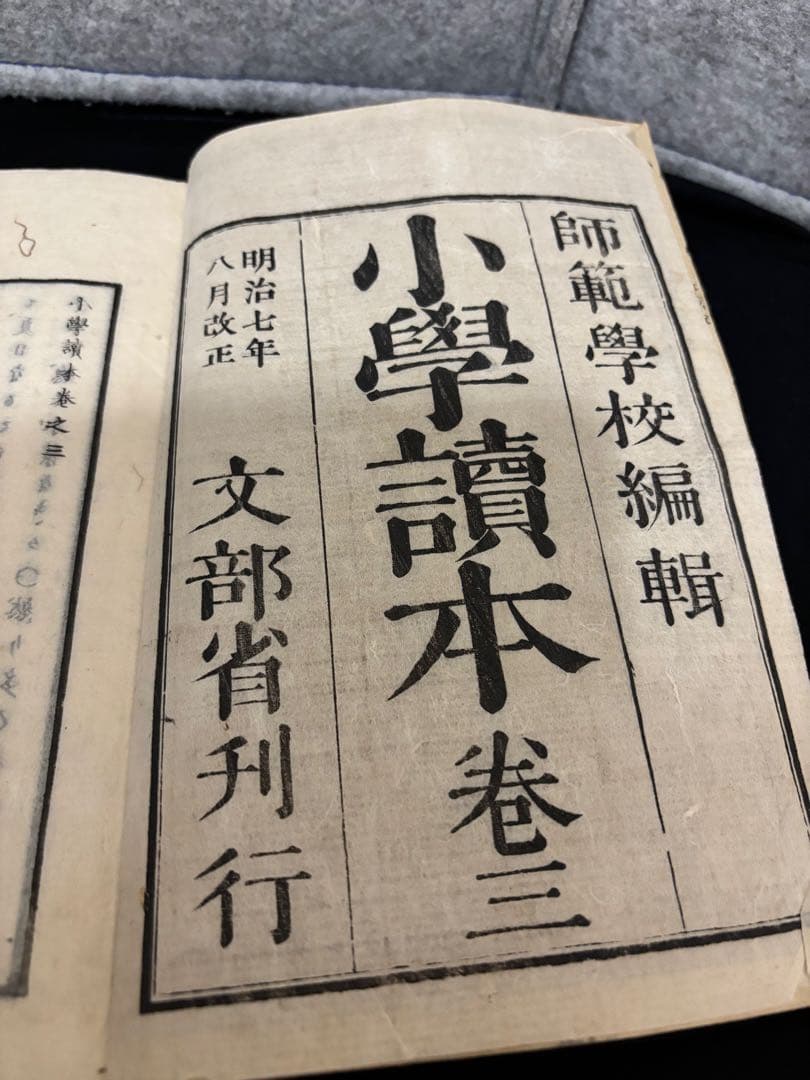 師範學校編輯
小學讀本卷三
明治七年
八月改正
文部省刊行
小學讀本卷之三